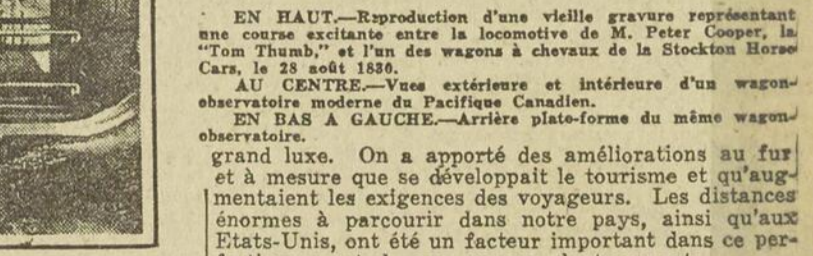 EN HAUT.—Reproduction d'une vieille gravure représentant
une course excitante entre la locomotive de M. Peter Cooper, la
"Tom Thumb," et l'un des wagons à chevaux de la Stockton Horse
Cars, le 28 août 1830.
AU CENTRE.—Vues extérieure et intérieure d'un wagon-
observatoire moderne du Pacifique Canadien.
EN BAS A GAUCHE.—Arrière plate-forme du même wagon-
observatoire.
grand luxe. On a apporté des améliorations au fur
et à mesure que se développait le tourisme et qu'aug-
mentaient les exigences des voyageurs. Les distances
énormes à parcourir dans notre pays, ainsi qu'aux
Etats-Unis, ont été un facteur important dans ce per-